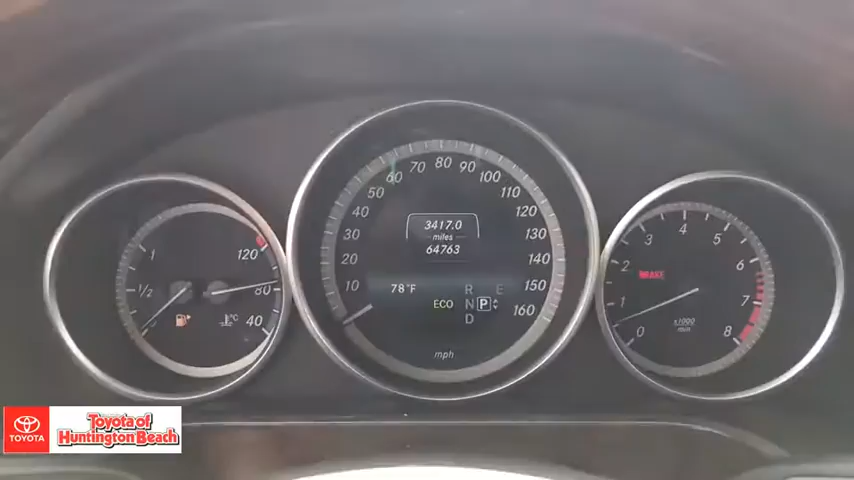 1
1/2
120
80
40
°C
10
20
30
40
50
60
70
80
90
100
110
120
130
140
150
160
3417.0
miles
64763
78°F
ECO
R
N
D
P
E
mph
0
1
2
3
4
5
6
7
8
BRAKE
x1000
min
TOYOTA
Toyota of
Huntington Beach